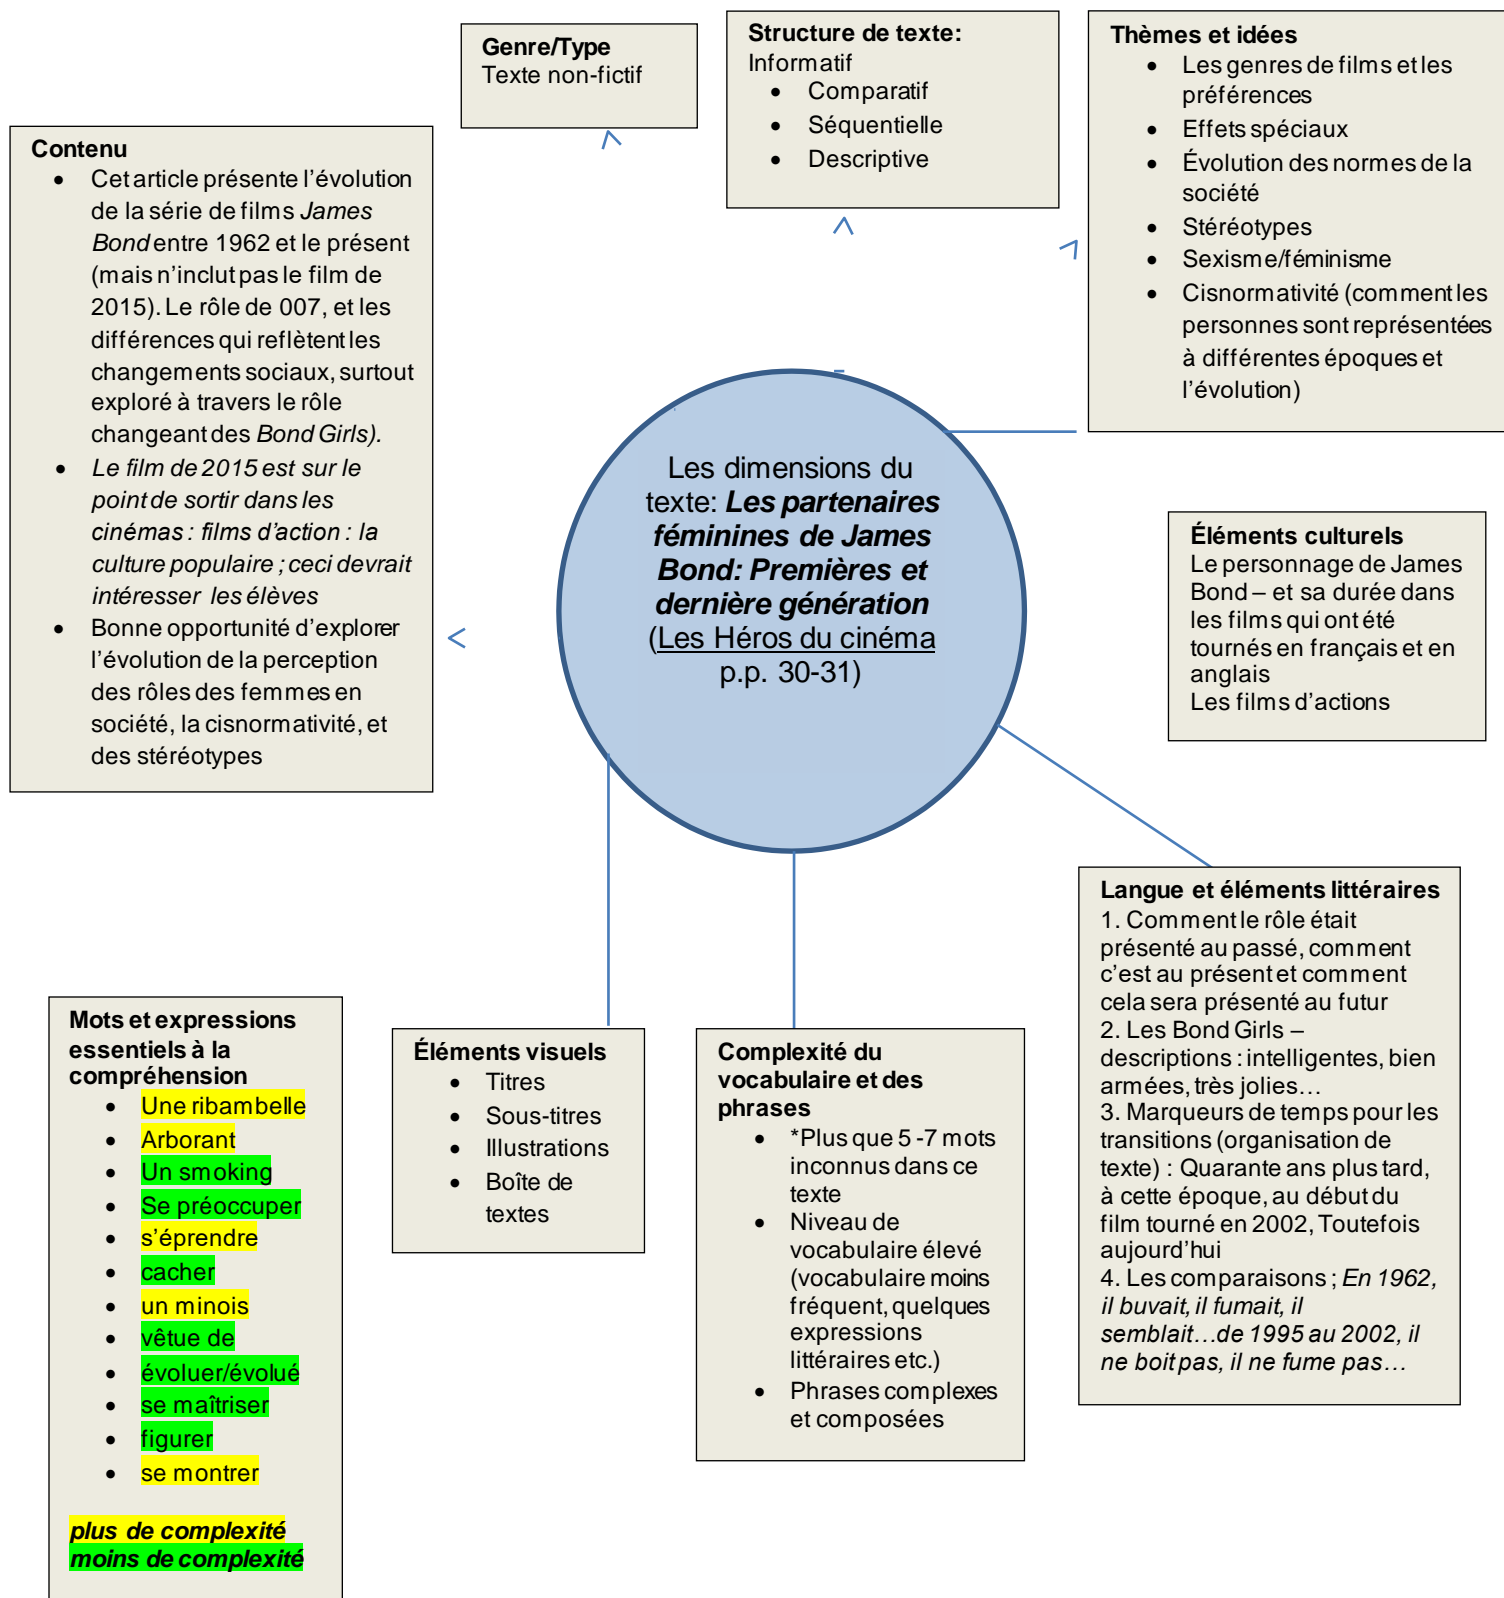 Genre/Type
Texte non-fictif
Structure de texte:
Informatif
• Comparatif
• Séquentielle
• Descriptive
Thèmes et idées
• Les genres de films et les
préférences
• Effets spéciaux
• Évolution des normes de la
société
• Stéréotypes
• Sexisme/féminisme
• Cisnormativité (comment les
personnes sont représentées
à différentes époques et
l’évolution)
Contenu
• Cet article présente l’évolution
de la série de films James
Bond entre 1962 et le présent
(mais n’inclut pas le film de
2015). Le rôle de 007, et les
différences qui reflètent les
changements sociaux, surtout
exploré à travers le rôle
changeant des Bond Girls).
• Le film de 2015 est sur le
point de sortir dans les
cinémas : films d’action : la
culture populaire ; ceci devrait
intéresser les élèves
• Bonne opportunité d’explorer
l’évolution de la perception
des rôles des femmes en
société, la cisnormativité, et
des stéréotypes
Les dimensions du
texte: Les partenaires
féminines de James
Bond: Premières et
dernière génération
(Les Héros du cinéma
p.p. 30-31)
Éléments culturels
Le personnage de James
Bond – et sa durée dans
les films qui ont été
tournés en français et en
anglais
Les films d’actions
Langue et éléments littéraires
1. Comment le rôle était
présenté au passé, comment
c’est au présent et comment
cela sera présenté au futur
2. Les Bond Girls –
descriptions : intelligentes, bien
armées, très jolies…
3. Marqueurs de temps pour les
transitions (organisation de
texte) : Quarante ans plus tard,
à cette époque, au début du
film tourné en 2002, Toutefois
aujourd’hui
4. Les comparaisons ; En 1962,
il buvait, il fumait, il
semblait…de 1995 au 2002, il
ne boit pas, il ne fume pas…
Mots et expressions
essentiels à la
compréhension
• Une ribambelle
• Arborant
• Un smoking
• Se préoccuper
• s’éprendre
• cacher
• un minois
• vêtue de
• évoluer/évolué
• se maîtriser
• figurer
• se montrer
plus de complexité
moins de complexité
Éléments visuels
• Titres
• Sous-titres
• Illustrations
• Boîte de
textes
Complexité du
vocabulaire et des
phrases
• *Plus que 5 -7 mots
inconnus dans ce
texte
• Niveau de
vocabulaire élevé
(vocabulaire moins
fréquent, quelques
expressions
littéraires etc.)
• Phrases complexes
et composées